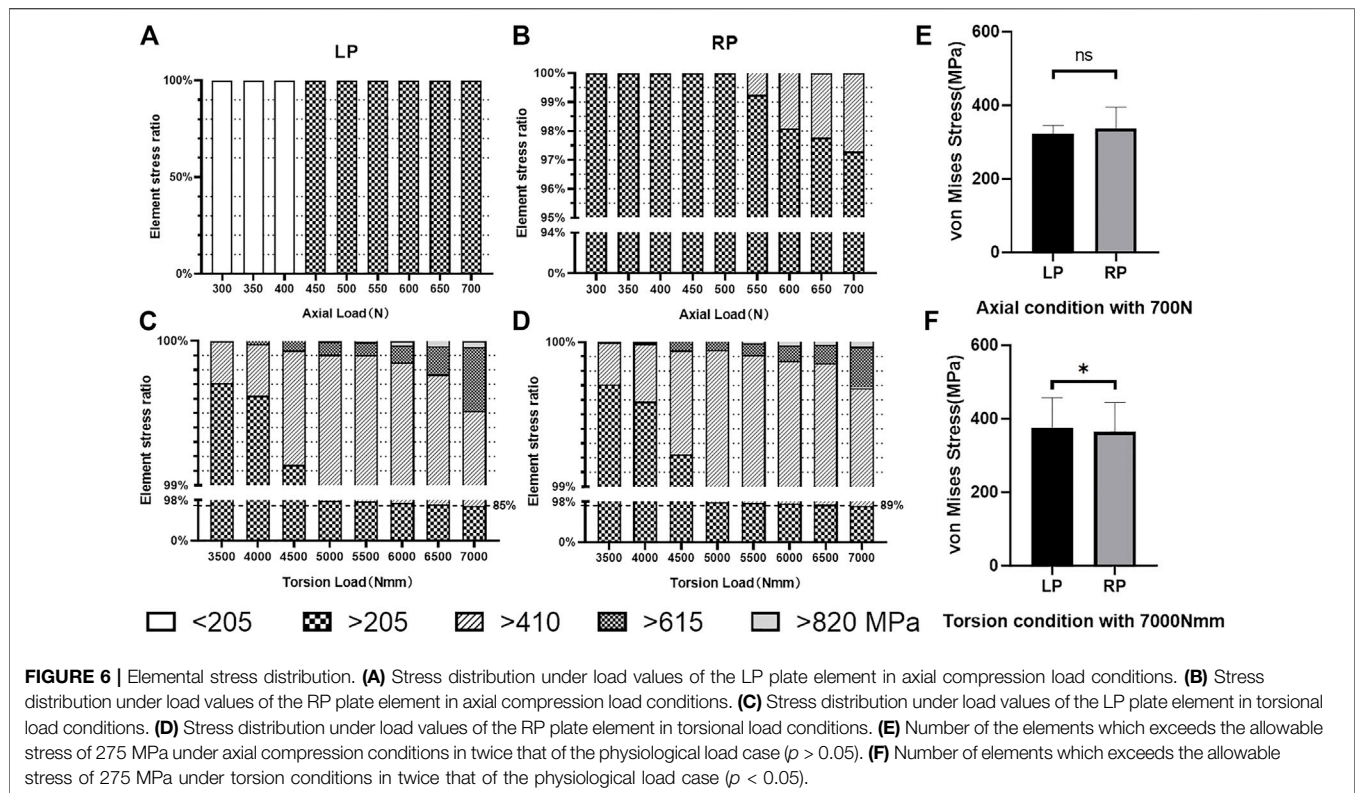 A
LP
Element stress ratio
100%
50%
0%
300 350 400 450 500 550 600 650 700
Axial Load(N)
B
RP
Element stress ratio
100%
99%
98%
97%
96%
95%
94%
0%
300 350 400 450 500 550 600 650 700
Axial Load(N)
E
von Mises Stress(MPa)
600
400
200
0
ns
LP RP
Axial condition with 700N
C
Element stress ratio
100%
99%
98%
0%
85%
3500 4000 4500 5000 5500 6000 6500 7000
Torsion Load(Nmm)
D
Element stress ratio
100%
99%
98%
0%
89%
3500 4000 4500 5000 5500 6000 6500 7000
Torsion Load(Nmm)
F
von Mises Stress(MPa)
600
400
200
0
*
LP RP
Torsion condition with 7000Nmm
<205 >205 >410 >615 >820 MPa
FIGURE 6 | Elemental stress distribution. (A) Stress distribution under load values of the LP plate element in axial compression load conditions. (B) Stress
distribution under load values of the RP plate element in axial compression load conditions. (C) Stress distribution under load values of the LP plate element in torsional
load conditions. (D) Stress distribution under load values of the RP plate element in torsional load conditions. (E) Number of the elements which exceeds the allowable
stress of 275 MPa under axial compression conditions in twice that of the physiological load case (p > 0.05). (F) Number of elements which exceeds the allowable
stress of 275 MPa under torsion conditions in twice that of the physiological load case (p < 0.05).